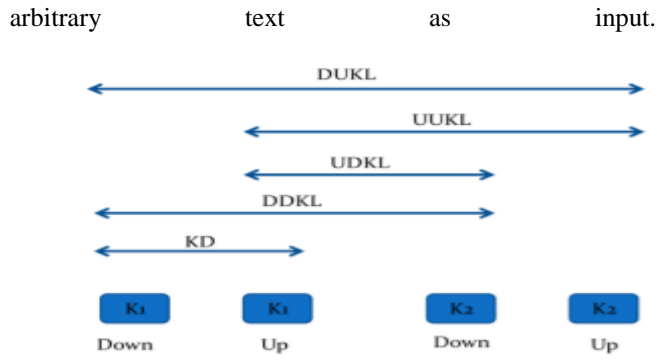 arbitrary text as input.
DUKL
UUKL
UDKL
DDKL
KD
K1 K1 K2 K2
Down Up Down Up